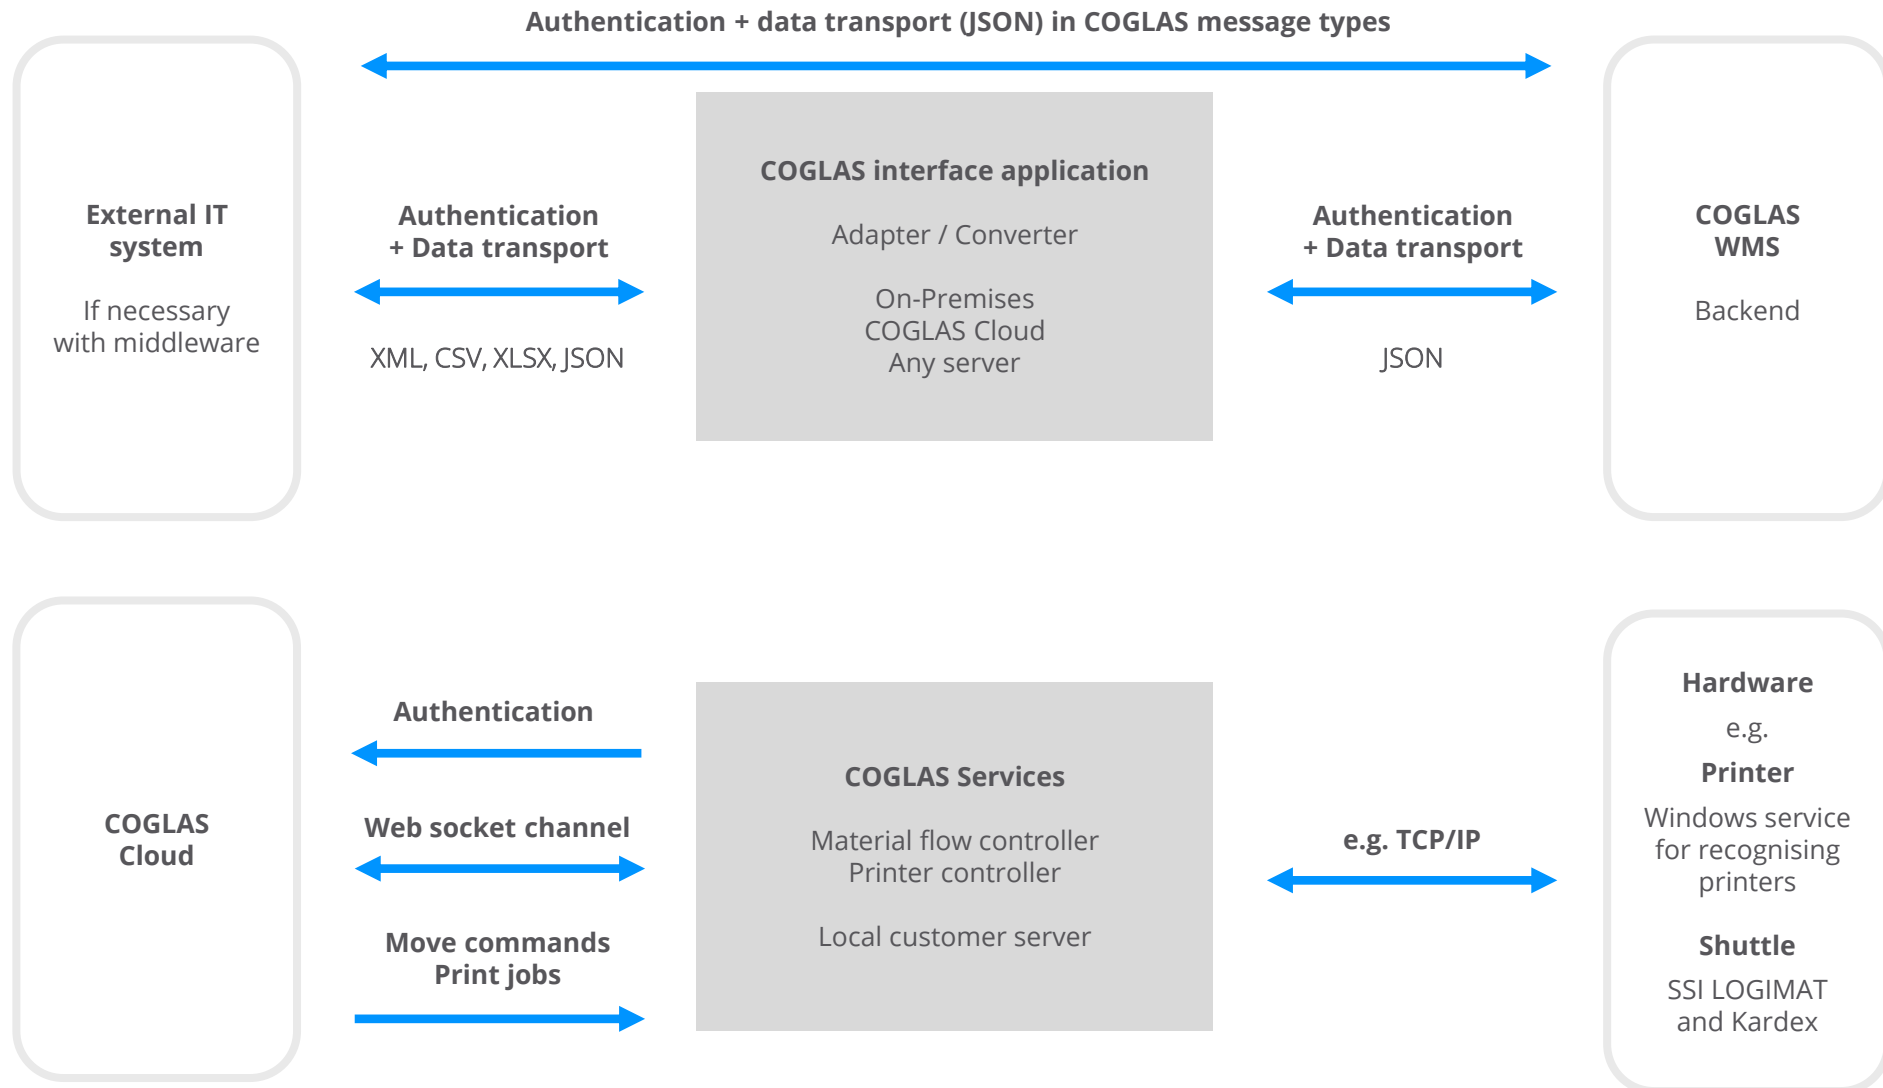 Authentication + data transport (JSON) in COGLAS message types
External IT
system
If necessary
with middleware
Authentication
+ Data transport
XML, CSV, XLSX, JSON
COGLAS interface application
Adapter / Converter
On-Premises
COGLAS Cloud
Any server
Authentication
+ Data transport
JSON
COGLAS
WMS
Backend
COGLAS
Cloud
Authentication
Web socket channel
Move commands
Print jobs
COGLAS Services
Material flow controller
Printer controller
Local customer server
e.g. TCP/IP
Hardware
e.g.
Printer
Windows service
for recognising
printers
Shuttle
SSI LOGIMAT
and Kardex